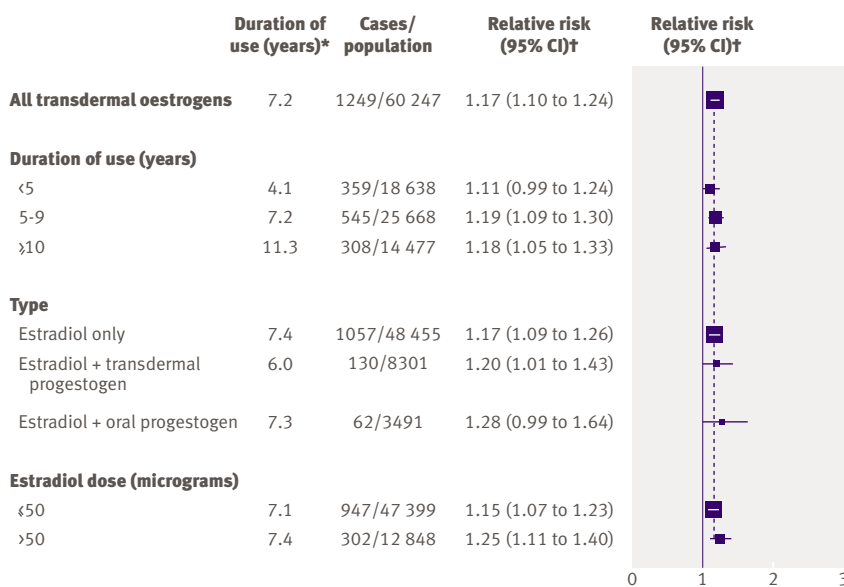 Duration of use (years)* Cases/ population Relative risk (95% CI)† Relative risk (95% CI)†
All transdermal oestrogens 7.2 1249/60 247 1.17 (1.10 to 1.24)
Duration of use (years)
<5 4.1 359/18 638 1.11 (0.99 to 1.24)
5-9 7.2 545/25 668 1.19 (1.09 to 1.30)
≥10 11.3 308/14 477 1.18 (1.05 to 1.33)
Type
Estradiol only 7.4 1057/48 455 1.17 (1.09 to 1.26)
Estradiol + transdermal 6.0 130/8301 1.20 (1.01 to 1.43)
progestogen
Estradiol + oral progestogen 7.3 62/3491 1.28 (0.99 to 1.64)
Estradiol dose (micrograms)
≤50 7.1 947/47 399 1.15 (1.07 to 1.23)
>50 7.4 302/12 848 1.25 (1.11 to 1.40)
0 1 2 3